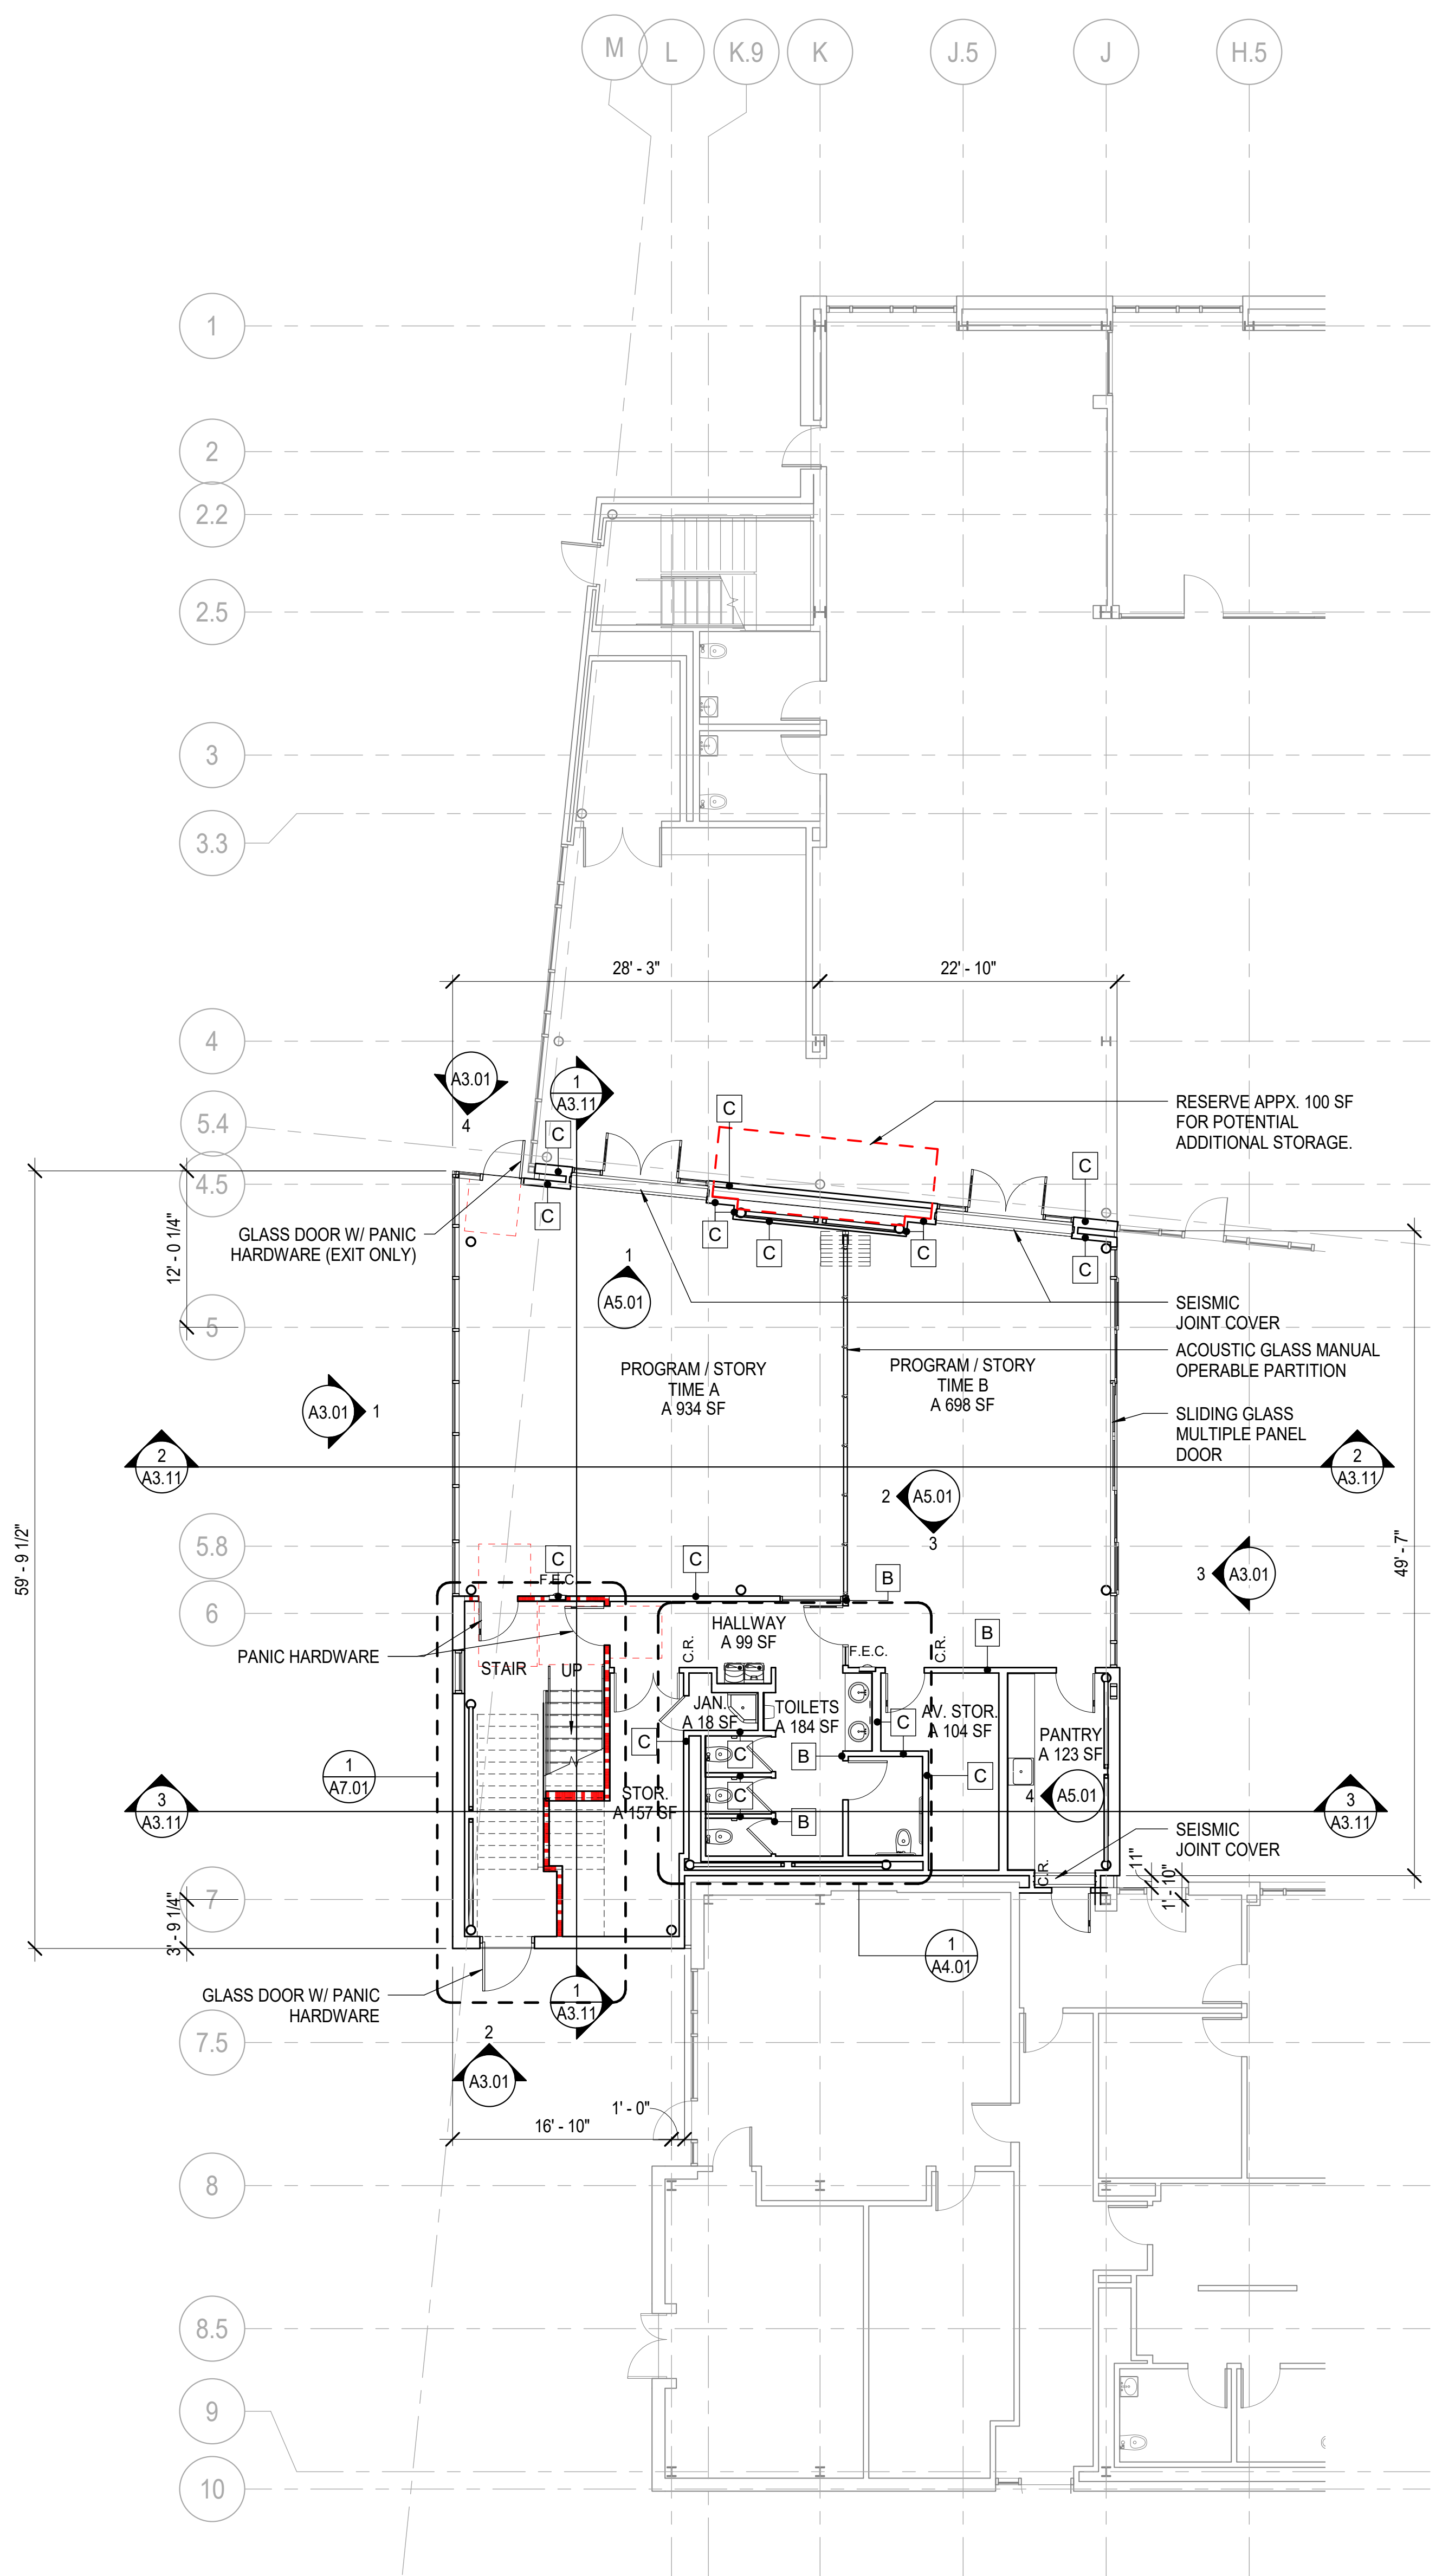 M
L
K.9
K
J.5
J
H.5
1
2
2.2
2.5
3
3.3
28' - 3"
22' - 10"
4
A3.01
4
1
A3.11
C
C
RESERVE APPX. 100 SF
FOR POTENTIAL
ADDITIONAL STORAGE.
5.4
4.5
C
C
C
C
C
C
GLASS DOOR W/ PANIC
HARDWARE (EXIT ONLY)
12' - 0 1/4"
1
A5.01
SEISMIC
JOINT COVER
5
ACOUSTIC GLASS MANUAL
OPERABLE PARTITION
PROGRAM / STORY
TIME A
A 934 SF
PROGRAM / STORY
TIME B
A 698 SF
A3.01
1
SLIDING GLASS
MULTIPLE PANEL
DOOR
2
A3.11
2
A3.11
2
A5.01
3
59' - 9 1/2"
49' - 7"
5.8
C
C
F.E.C.
B
3
A3.01
6
HALLWAY
A 99 SF
B
PANIC HARDWARE
C.R.
F.E.C.
C.R.
STAIR
UP
JAN.
A 18 SF
TOILETS
A 184 SF
AV. STOR.
A 104 SF
C
C
PANTRY
A 123 SF
C
B
C
1
A7.01
STOR.
A 157 SF
C
B
4
A5.01
3
A3.11
3
A3.11
SEISMIC
JOINT COVER
C.R.
11"
1' - 10"
7
3' - 9 1/4"
1
A4.01
GLASS DOOR W/ PANIC
HARDWARE
1
A3.11
2
A3.01
7.5
1' - 0"
16' - 10"
8
8.5
9
10